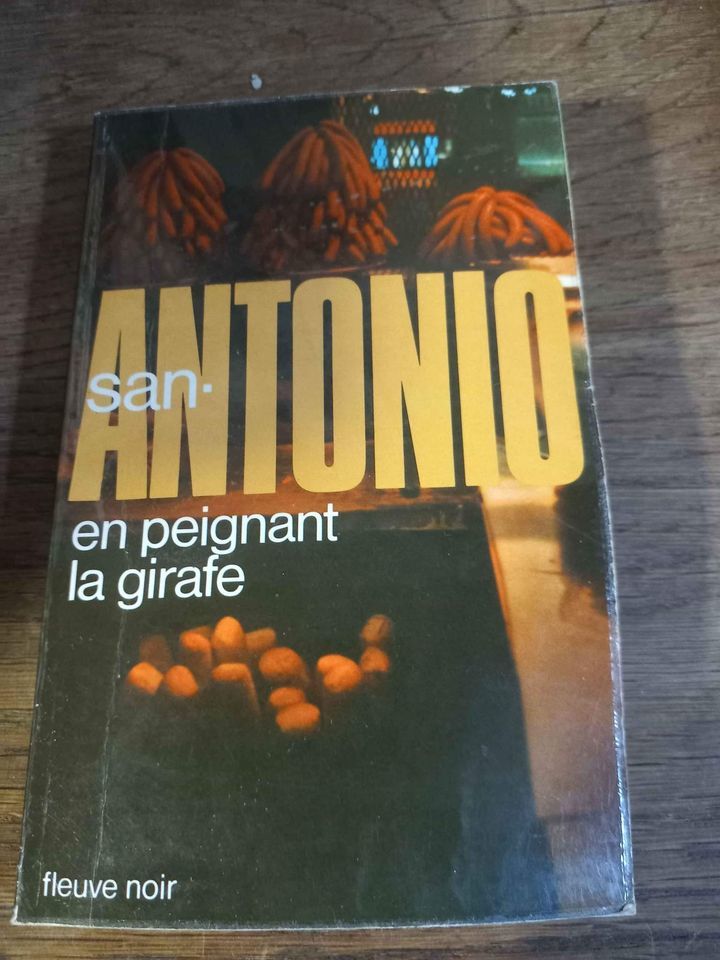 san·
ANTONIO
en peignant
la girafe
fleuve noir